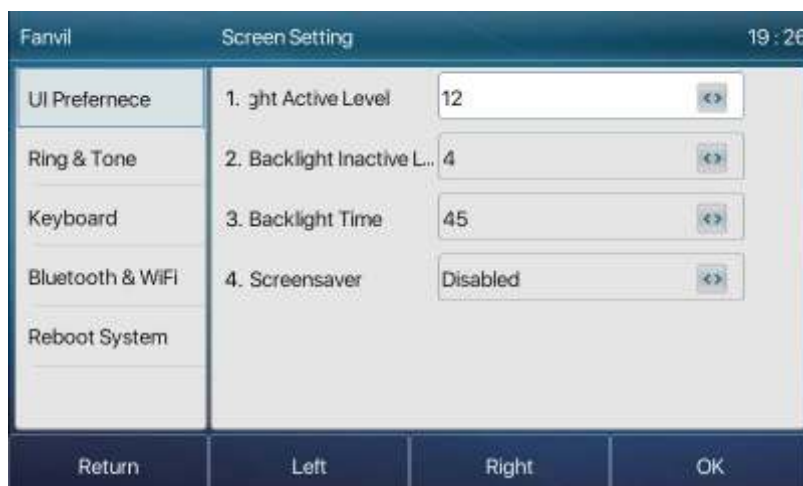 Fanvil Screen Setting 19 : 26
UI Prefernece
Ring & Tone
Keyboard
Bluetooth & WiFi
Reboot System
1. ght Active Level 12
2. Backlight Inactive L... 4
3. Backlight Time 45
4. Screensaver Disabled
Return Left Right OK